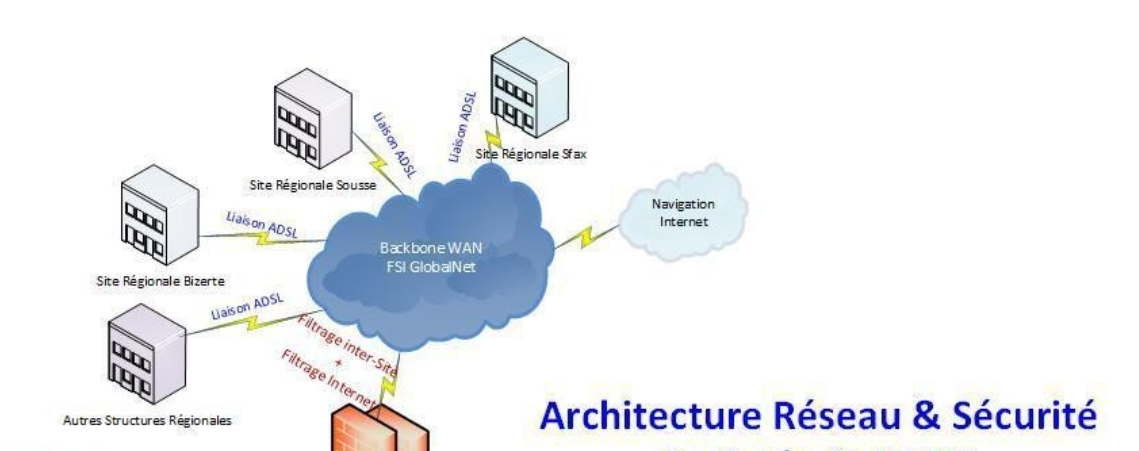 Liaison ADSL
Liaison ADSL
Site Régionale Sfax
Site Régionale Sousse
Navigation
Internet
Liaison ADSL
Backbone WAN
FSI GlobalNet
Site Régionale Bizerte
Liaison ADSL
Filtrage inter-Site
+
Filtrage Internet
Autres Structures Régionales
Architecture Réseau & Sécurité